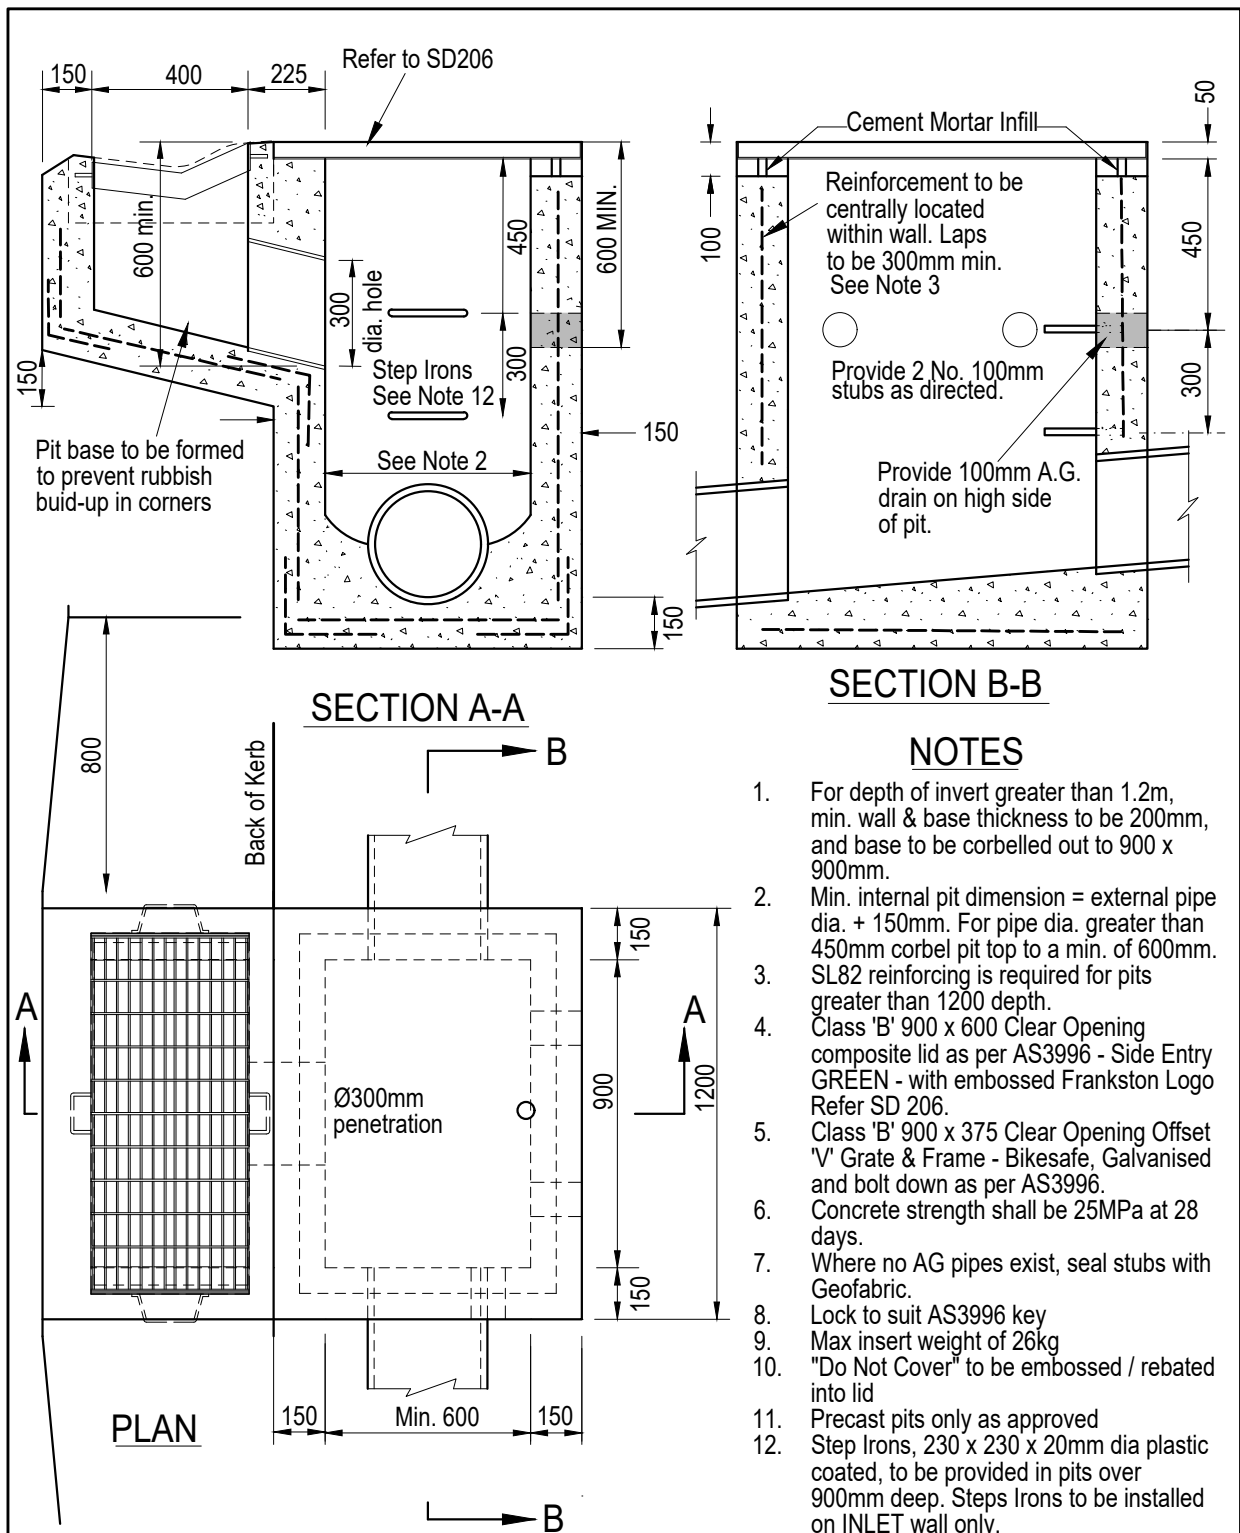 Refer to SD206
150
400
225
600 min.
300
dia. hole
450
300
600 MIN.
Step Irons
See Note 12
150
150
See Note 2
Pit base to be formed
to prevent rubbish
buid-up in corners
150
SECTION A-A
50
Cement Mortar Infill
100
Reinforcement to be
centrally located
within wall. Laps
to be 300mm min.
See Note 3
450
300
Provide 2 No. 100mm
stubs as directed.
Provide 100mm A.G.
drain on high side
of pit.
SECTION B-B
800
Back of Kerb
B
A
A
Ø300mm
penetration
150
900
1200
150
150
Min. 600
150
B
PLAN
NOTES
1. For depth of invert greater than 1.2m,
min. wall & base thickness to be 200mm,
and base to be corbelled out to 900 x
900mm.
2. Min. internal pit dimension = external pipe
dia. + 150mm. For pipe dia. greater than
450mm corbel pit top to a min. of 600mm.
3. SL82 reinforcing is required for pits
greater than 1200 depth.
4. Class 'B' 900 x 600 Clear Opening
composite lid as per AS3996 - Side Entry
GREEN - with embossed Frankston Logo
Refer SD 206.
5. Class 'B' 900 x 375 Clear Opening Offset
'V' Grate & Frame - Bikesafe, Galvanised
and bolt down as per AS3996.
6. Concrete strength shall be 25MPa at 28
days.
7. Where no AG pipes exist, seal stubs with
Geofabric.
8. Lock to suit AS3996 key
9. Max insert weight of 26kg
10. "Do Not Cover" to be embossed / rebated
into lid
11. Precast pits only as approved
12. Step Irons, 230 x 230 x 20mm dia plastic
coated, to be provided in pits over
900mm deep. Steps Irons to be installed
on INLET wall only.